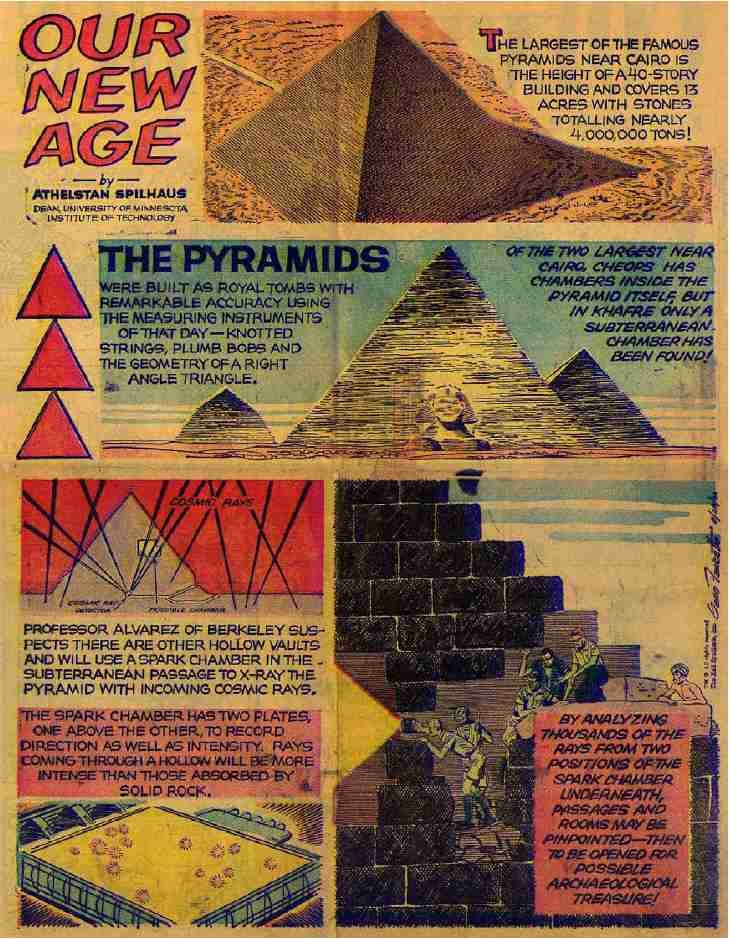 OUR
NEW
AGE
by
ATHELSTAN SPILHAUS
DEAN, UNIVERSITY OF MINNESOTA
INSTITUTE OF TECHNOLOGY
THE LARGEST OF THE FAMOUS
PYRAMIDS NEAR CAIRO IS
THE HEIGHT OF A 40-STORY
BUILDING AND COVERS 13
ACRES WITH STONES
TOTALLING NEARLY
4,000,000 TONS!
THE PYRAMIDS
WERE BUILT AS ROYAL TOMBS WITH
REMARKABLE ACCURACY USING
THE MEASURING INSTRUMENTS
OF THAT DAY—KNOTTED
STRINGS, PLUMB BOBS AND
THE GEOMETRY OF A RIGHT
ANGLE TRIANGLE.
OF THE TWO LARGEST NEAR
CAIRO, CHEOPS HAS
CHAMBERS INSIDE THE
PYRAMID ITSELF, BUT
IN KHAFRE ONLY A
SUBTERRANEAN
CHAMBER HAS
BEEN FOUND!
COSMIC RAYS
COSMIC RAY
DETECTOR
POSSIBLE CHAMBER
PROFESSOR ALVAREZ OF BERKELEY SUS-
PECTS THERE ARE OTHER HOLLOW VAULTS
AND WILL USE A SPARK CHAMBER IN THE
SUBTERRANEAN PASSAGE TO X-RAY THE
PYRAMID WITH INCOMING COSMIC RAYS.
THE SPARK CHAMBER HAS TWO PLATES,
ONE ABOVE THE OTHER, TO RECORD
DIRECTION AS WELL AS INTENSITY. RAYS
COMING THROUGH A HOLLOW WILL BE MORE
INTENSE THAN THOSE ABSORBED BY
SOLID ROCK.
BY ANALYZING
THOUSANDS OF THE
RAYS FROM TWO
POSITIONS OF THE
SPARK CHAMBER
UNDERNEATH,
PASSAGES AND
ROOMS MAY BE
PINPOINTED—THEN
TO BE OPENED FOR
POSSIBLE
ARCHAEOLOGICAL
TREASURE!
All rights reserved